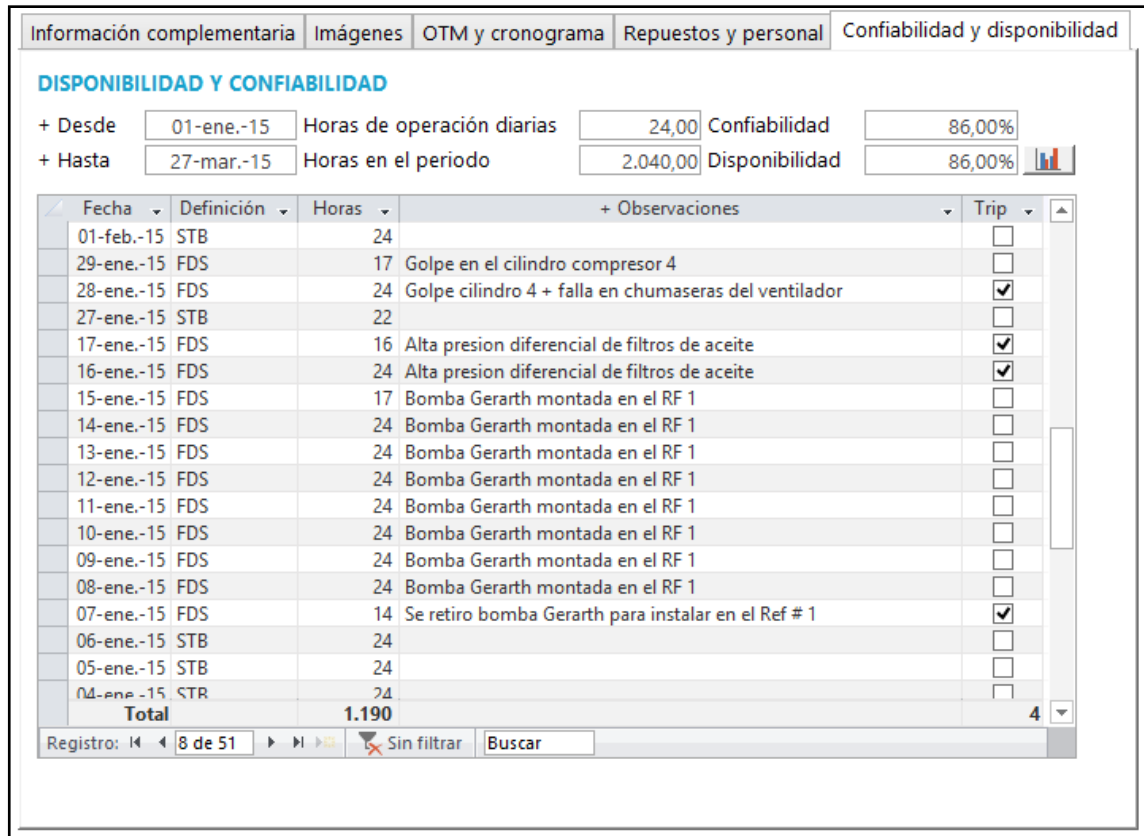 Información complementaria Imágenes OTM y cronograma Repuestos y personal Confiabilidad y disponibilidad
DISPONIBILIDAD Y CONFIABILIDAD
+ Desde 01-ene.-15 Horas de operación diarias 24,00 Confiabilidad 86,00%
+ Hasta 27-mar.-15 Horas en el periodo 2.040,00 Disponibilidad 86,00%
Fecha Definición Horas + Observaciones Trip
01-feb.-15 STB 24
29-ene.-15 FDS 17 Golpe en el cilindro compresor 4
28-ene.-15 FDS 24 Golpe cilindro 4 + falla en chumaseras del ventilador
27-ene.-15 STB 22
17-ene.-15 FDS 16 Alta presion diferencial de filtros de aceite
16-ene.-15 FDS 24 Alta presion diferencial de filtros de aceite
15-ene.-15 FDS 17 Bomba Gerarth montada en el RF 1
14-ene.-15 FDS 24 Bomba Gerarth montada en el RF 1
13-ene.-15 FDS 24 Bomba Gerarth montada en el RF 1
12-ene.-15 FDS 24 Bomba Gerarth montada en el RF 1
11-ene.-15 FDS 24 Bomba Gerarth montada en el RF 1
10-ene.-15 FDS 24 Bomba Gerarth montada en el RF 1
09-ene.-15 FDS 24 Bomba Gerarth montada en el RF 1
08-ene.-15 FDS 24 Bomba Gerarth montada en el RF 1
07-ene.-15 FDS 14 Se retiro bomba Gerarth para instalar en el Ref # 1
06-ene.-15 STB 24
05-ene.-15 STB 24
04-ene.-15 STB 24
Total 1.190 4
Registro: 8 de 51 Sin filtrar Buscar